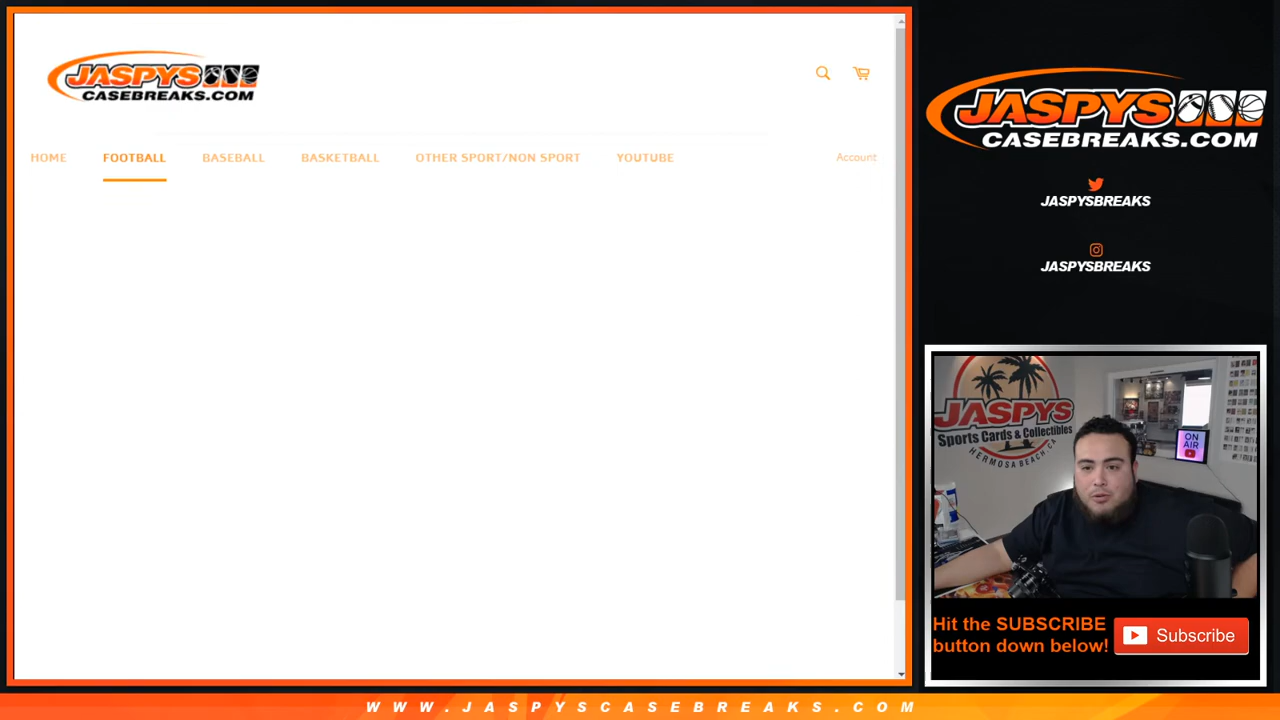 JASPYS
CASEBREAKS.COM
HOME
FOOTBALL
BASEBALL
BASKETBALL
OTHER SPORT/NON SPORT
YOUTUBE
Account
JASPYS
CASEBREAKS.COM
JASPYSBREAKS
JASPYSBREAKS
JASPYS
Sports Cards & Collectibles
HERMOSA BEACH, CA
ON
AIR
Hit the SUBSCRIBE
button down below!
Subscribe
WWW.JASPYSCASEBREAKS.COM